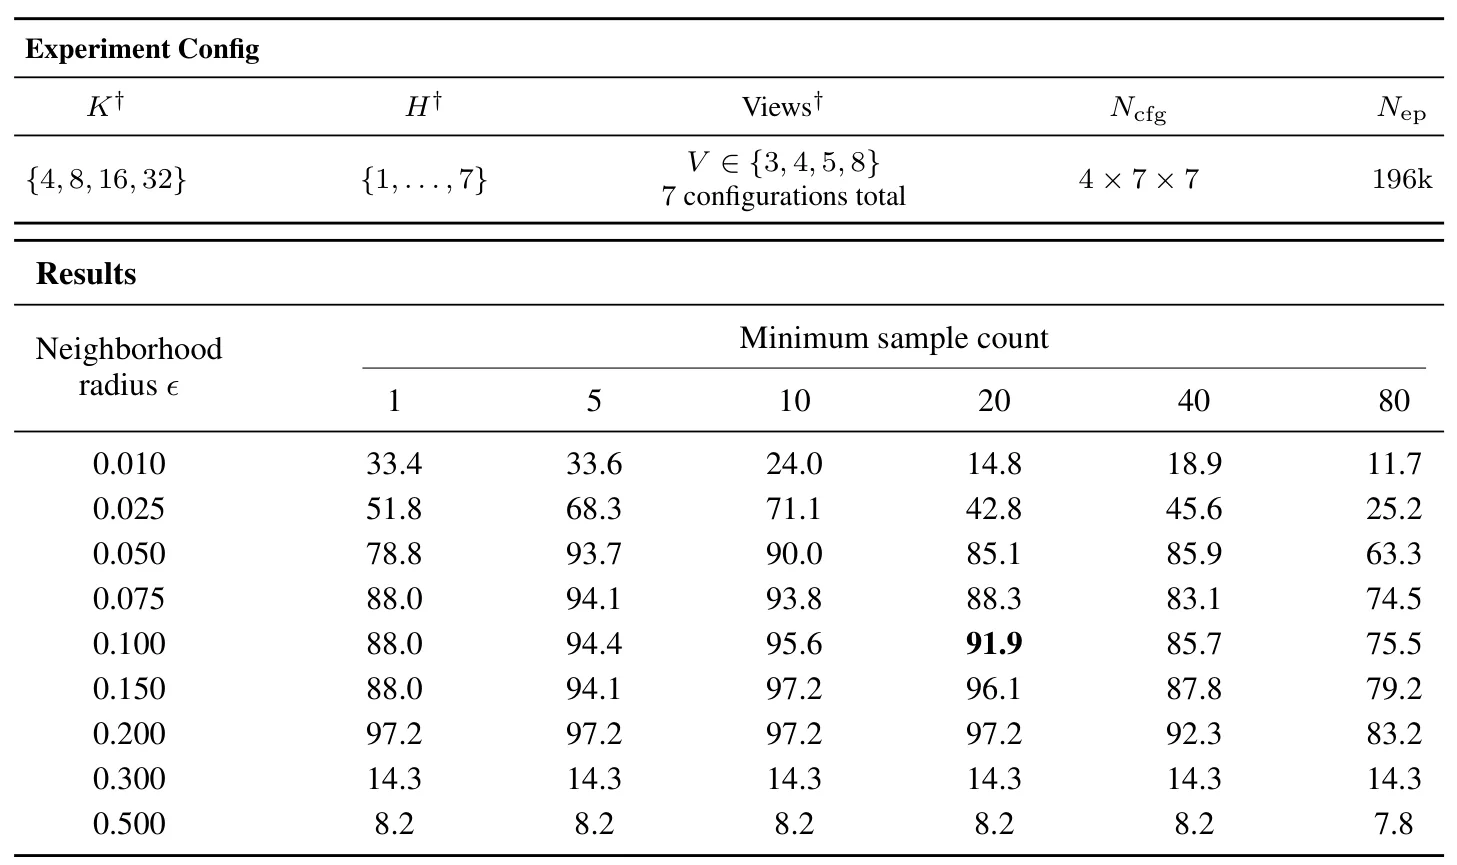 Experiment Config
K† H† Views† N_cfg N_ep
{4, 8, 16, 32} {1, . . . , 7} V ∈ {3, 4, 5, 8} 4 × 7 × 7 196k
7 configurations total
Results
Neighborhood radius ϵ Minimum sample count
1 5 10 20 40 80
0.010 33.4 33.6 24.0 14.8 18.9 11.7
0.025 51.8 68.3 71.1 42.8 45.6 25.2
0.050 78.8 93.7 90.0 85.1 85.9 63.3
0.075 88.0 94.1 93.8 88.3 83.1 74.5
0.100 88.0 94.4 95.6 91.9 85.7 75.5
0.150 88.0 94.1 97.2 96.1 87.8 79.2
0.200 97.2 97.2 97.2 97.2 92.3 83.2
0.300 14.3 14.3 14.3 14.3 14.3 14.3
0.500 8.2 8.2 8.2 8.2 8.2 7.8